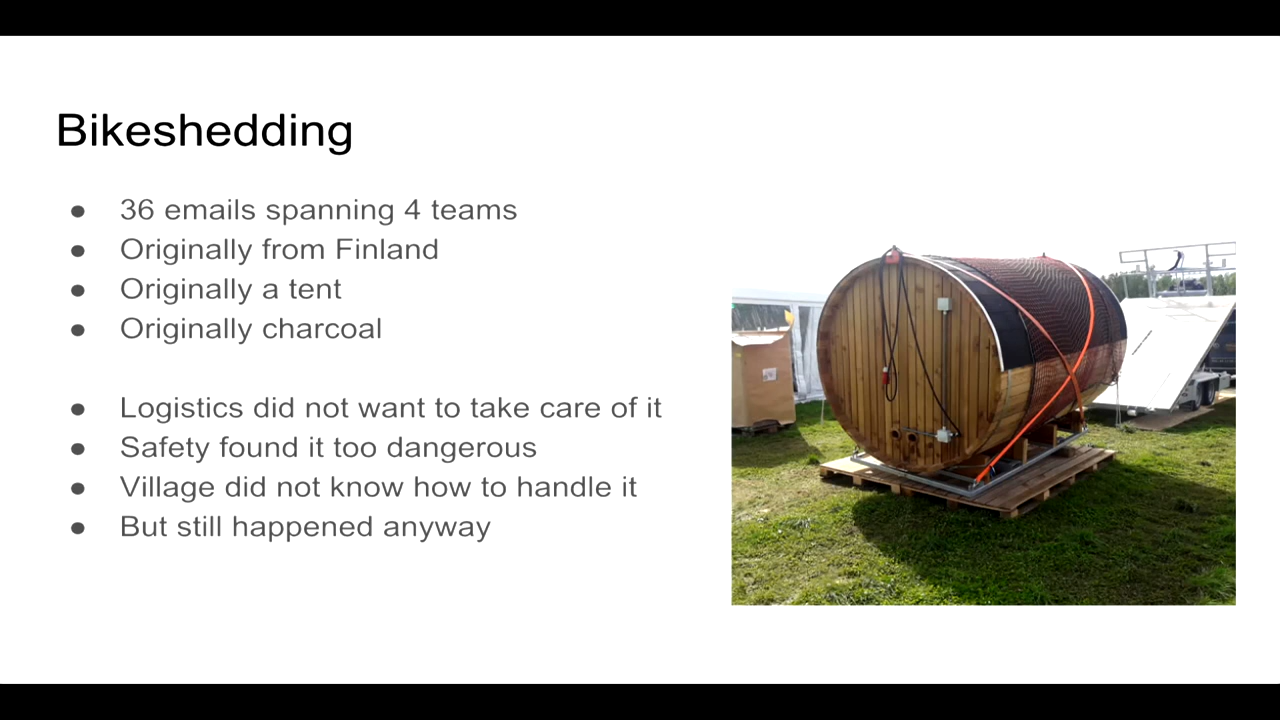 Bikeshedding
● 36 emails spanning 4 teams
● Originally from Finland
● Originally a tent
● Originally charcoal
● Logistics did not want to take care of it
● Safety found it too dangerous
● Village did not know how to handle it
● But still happened anyway